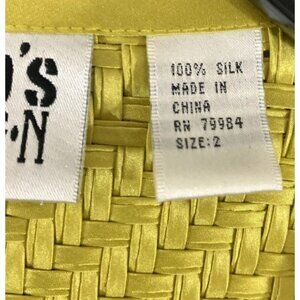 'S
N
100% SILK
MADE IN
CHINA
RN 79984
SIZE: 2